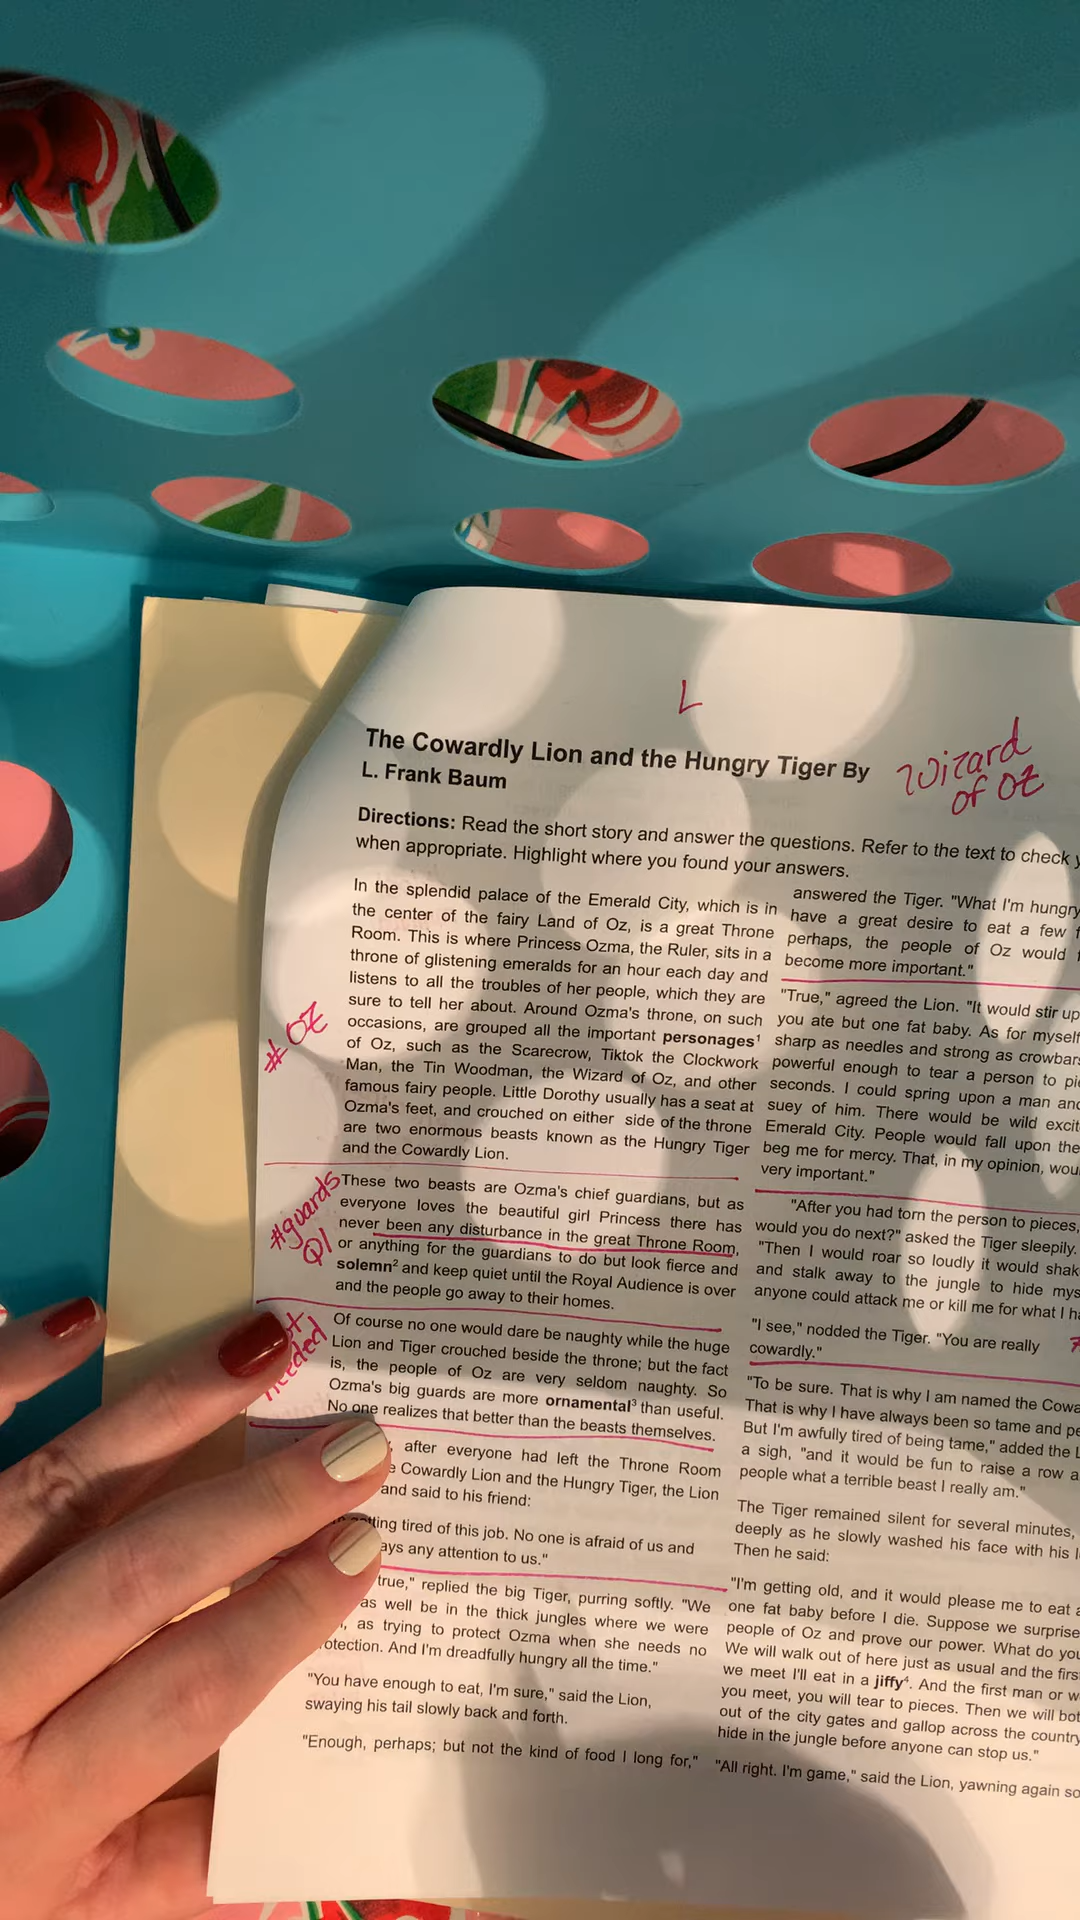 L
The Cowardly Lion and the Hungry Tiger By
L. Frank Baum
Wizard
of OZ
Directions: Read the short story and answer the questions. Refer to the text to check
when appropriate. Highlight where you found your answers.
In the splendid palace of the Emerald City, which is in
the center of the fairy Land of Oz, is a great Throne
Room. This is where Princess Ozma, the Ruler, sits in a
throne of glistening emeralds for an hour each day and
listens to all the troubles of her people, which they are
sure to tell her about. Around Ozma's throne, on such
occasions, are grouped all the important personages¹
of Oz, such as the Scarecrow, Tiktok the Clockwork
Man, the Tin Woodman, the Wizard of Oz, and other
famous fairy people. Little Dorothy usually has a seat at
Ozma's feet, and crouched on either side of the throne
are two enormous beasts known as the Hungry Tiger
and the Cowardly Lion.
#OZ
These two beasts are Ozma's chief guardians, but as
everyone loves the beautiful girl Princess there has
never been any disturbance in the great Throne Room,
or anything for the guardians to do but look fierce and
solemn² and keep quiet until the Royal Audience is over
and the people go away to their homes.
#guards
Q1
Of course no one would dare be naughty while the huge
Lion and Tiger crouched beside the throne; but the fact
is, the people of Oz are very seldom naughty. So
Ozma's big guards are more ornamental³ than useful.
No one realizes that better than the beasts themselves.
after everyone had left the Throne Room
Cowardly Lion and the Hungry Tiger, the Lion
and said to his friend:
tired of this job. No one is afraid of us and
any attention to us."
true," replied the big Tiger, purring softly. "We
as well be in the thick jungles where we were
as trying to protect Ozma when she needs no
And I'm dreadfully hungry all the time."
"You have enough to eat, I'm sure," said the Lion,
swaying his tail slowly back and forth.
"Enough, perhaps; but not the kind of food I long for,"
answered the Tiger. "What I'm hungry
have a great desire to eat a few
perhaps, the people of Oz would
become more important."
"True," agreed the Lion. "It would stir up
you ate but one fat baby. As for myself
sharp as needles and strong as crowbars
powerful enough to tear a person to
seconds. I could spring upon a man and
suey of him. There would be wild
Emerald City. People would fall upon
beg me for mercy. That, in my opinion,
very important."
"After you had torn the person to pieces,
would you do next?" asked the Tiger sleepily.
"Then I would roar so loudly it would
and stalk away to the jungle to hide
anyone could attack me or kill me for what I
"I see," nodded the Tiger. "You are really
cowardly."
"To be sure. That is why I am named the
That is why I have always been so tame and
But I'm awfully tired of being tame," added the
a sigh, "and it would be fun to raise a row
people what a terrible beast I really am."
The Tiger remained silent for several minutes,
deeply as he slowly washed his face with his
Then he said:
"I'm getting old, and it would please me to eat
one fat baby before I die. Suppose we surprise
people of Oz and prove our power. What do
We will walk out of here just as usual and the
we meet I'll eat in a jiffy⁴. And the first man or
you meet, you will tear to pieces. Then we will
out of the city gates and gallop across the country
hide in the jungle before anyone can stop us."
"All right. I'm game," said the Lion, yawning again